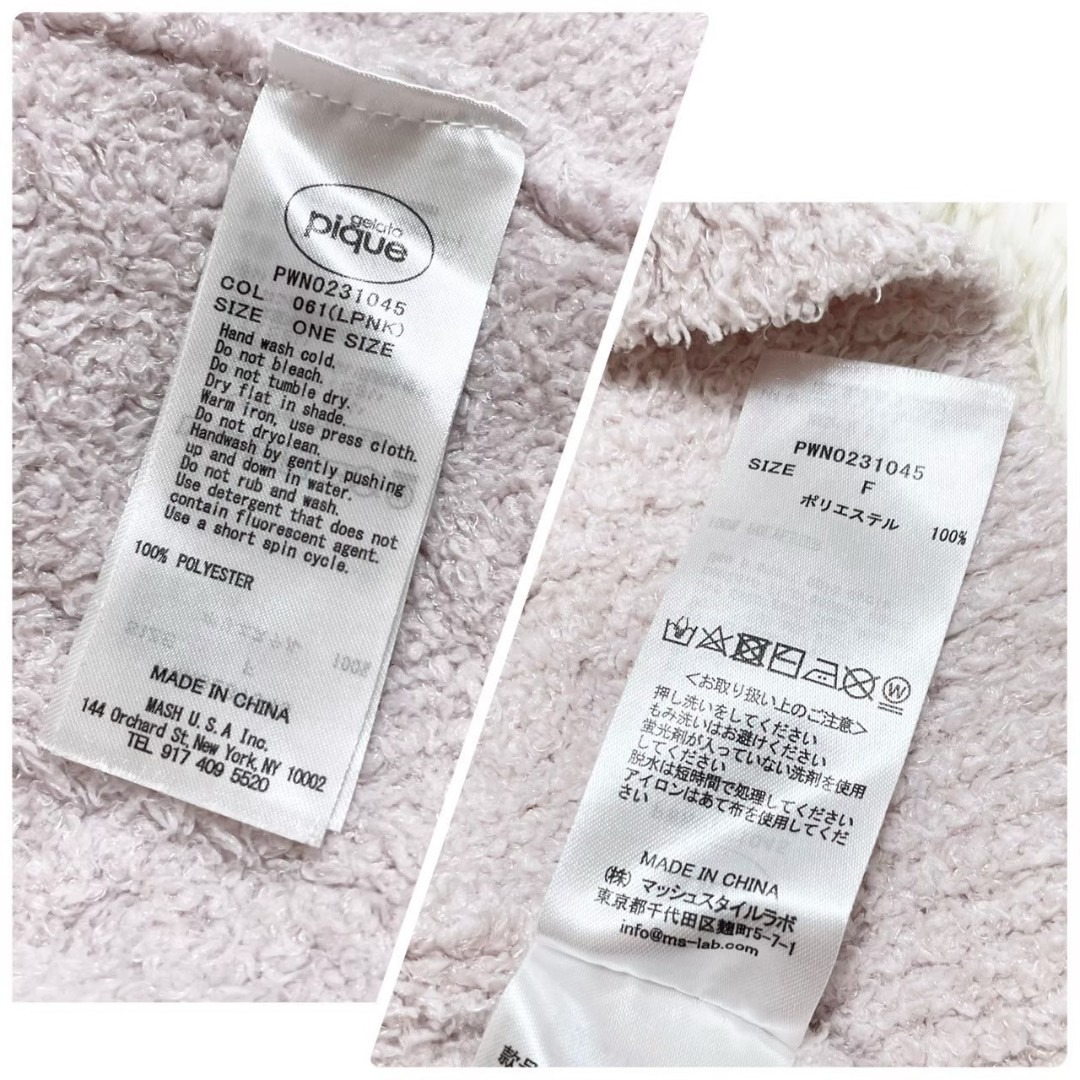 gelato
pique
PWN0231045
COL 061(LPNK)
SIZE ONE SIZE
Hand wash cold.
Do not bleach.
Do not tumble dry.
Dry flat in shade.
Warm iron, use press cloth.
Do not dryclean.
Handwash by gently pushing
up and down in water.
Do not rub and wash.
Use detergent that does not
contain fluorescent agent.
Use a short spin cycle.
100% POLYESTER
MADE IN CHINA
MASH U.S.A Inc.
144 Orchard St, New York, NY 10002
TEL 917 409 5520
PWN0231045
SIZE F
ポリエステル 100%
W
<お取り扱い上のご注意>
押し洗いをしてください
もみ洗いはお避けください
蛍光剤が入っていない洗剤を使用
してください
脱水は短時間で処理してください
アイロンはあて布を使用してくだ
さい
MADE IN CHINA
(株) マッシュスタイルラボ
東京都千代田区麹町5-7-1
info@ms-lab.com
款号